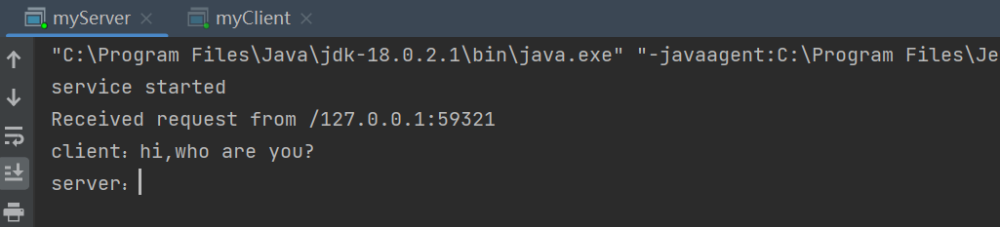 myServer
myClient
"C:\Program Files\Java\jdk-18.0.2.1\bin\java.exe" "-javaagent:C:\Program Files\Je
service started
Received request from /127.0.0.1:59321
client：hi,who are you?
server：